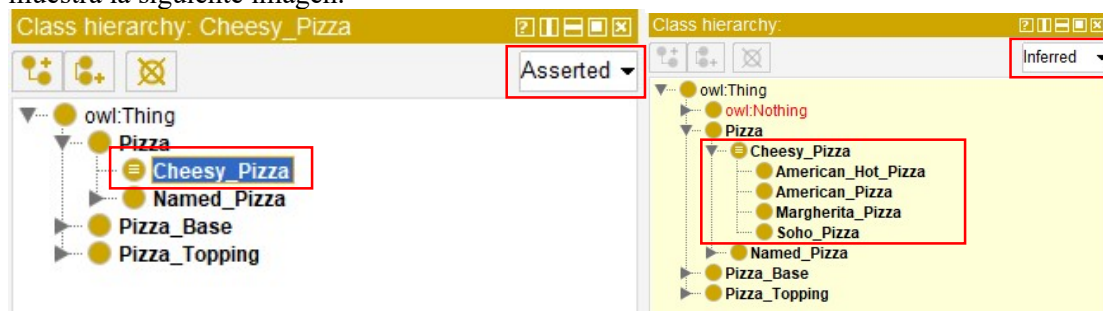 muestra la siguiente imagen.
Class hierarchy: Cheesy_Pizza
Asserted
owl:Thing
Pizza
Cheesy_Pizza
Named_Pizza
Pizza_Base
Pizza_Topping
Class hierarchy:
Inferred
owl:Thing
owl:Nothing
Pizza
Cheesy_Pizza
American_Hot_Pizza
American_Pizza
Margherita_Pizza
Soho_Pizza
Named_Pizza
Pizza_Base
Pizza_Topping